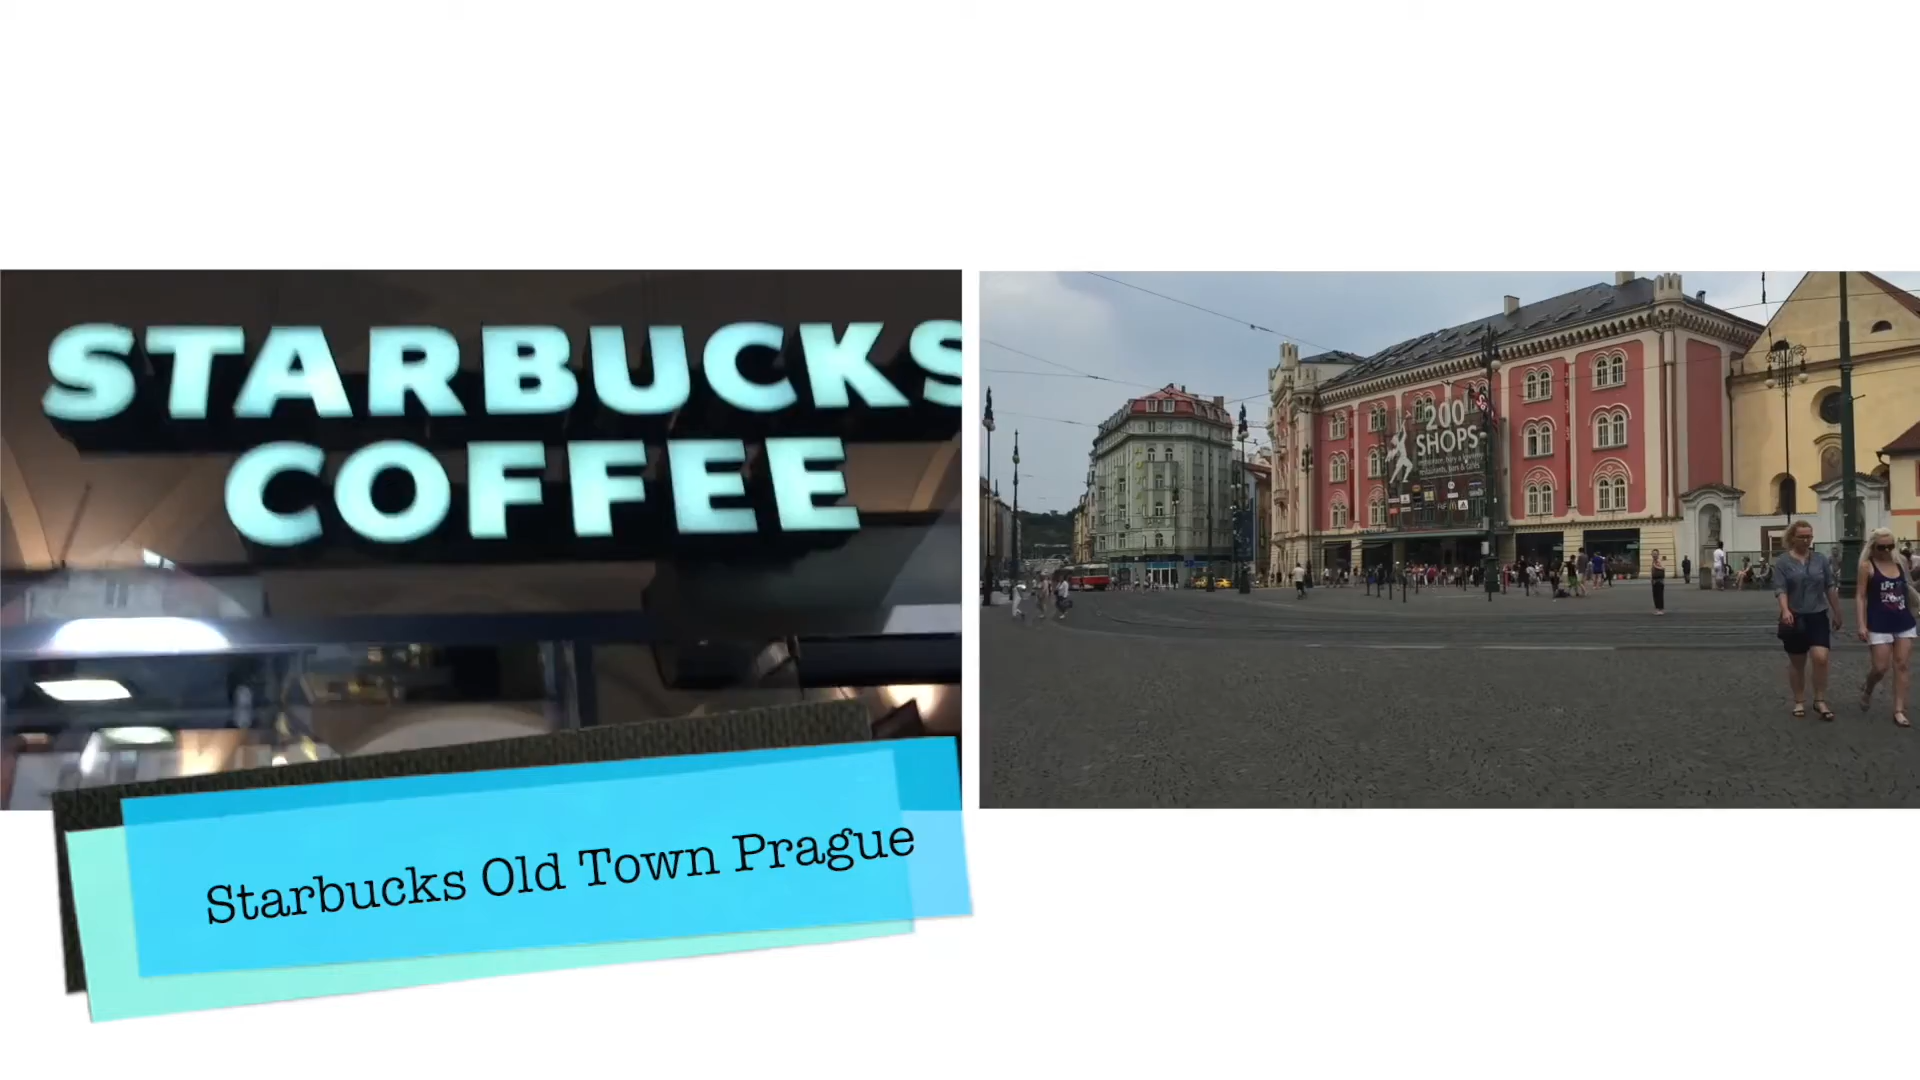 STARBUCKS
COFFEE
Starbucks Old Town Prague
200
SHOPS